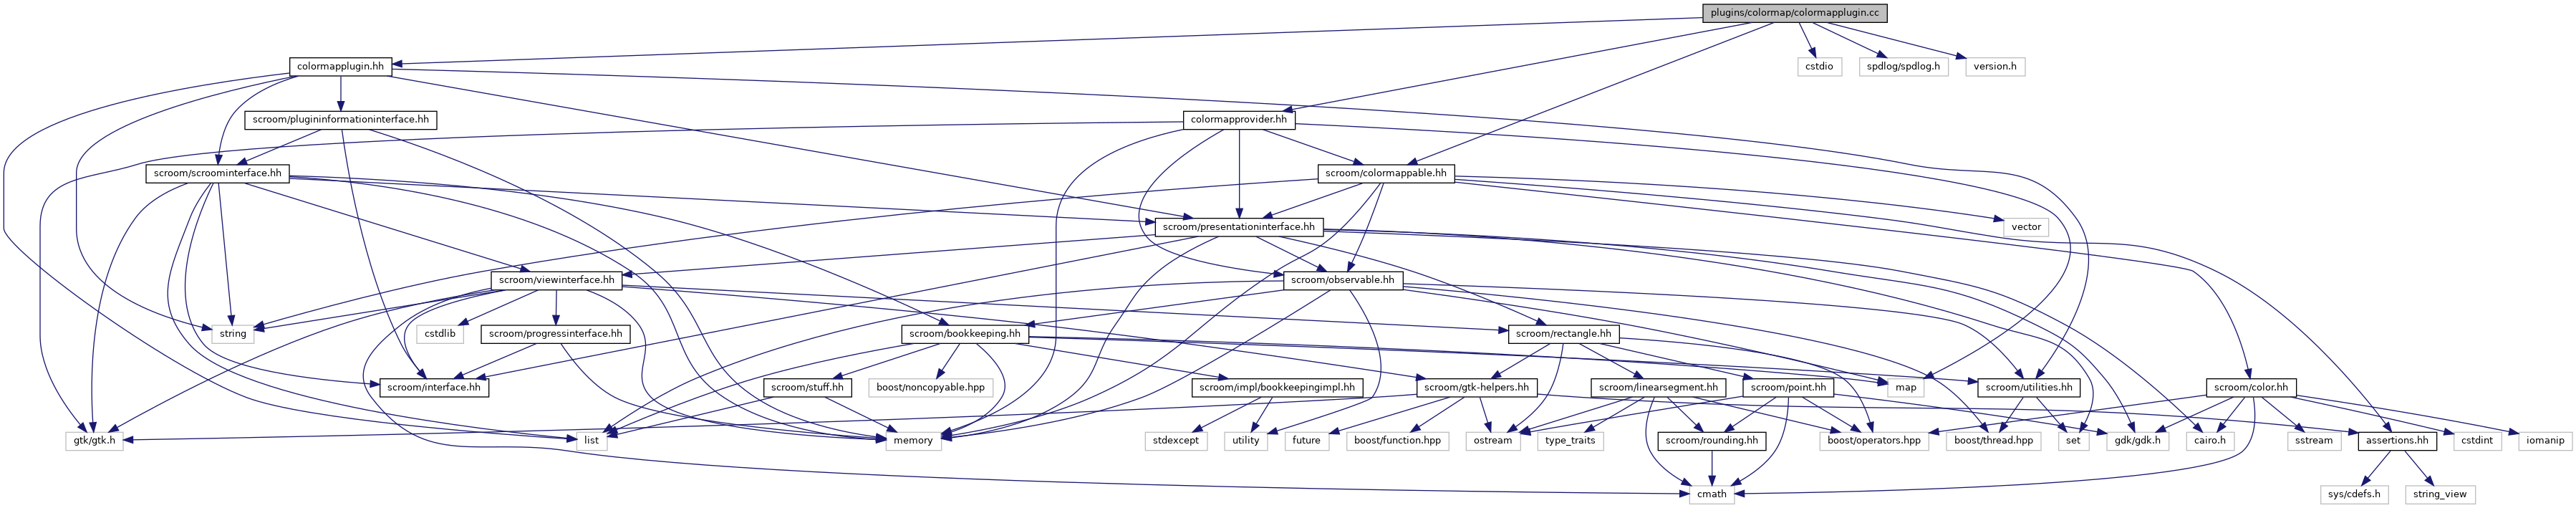 plugins/colormap/colormapplugin.cc
colormapplugin.hh
cstdio
spdlog/spdlog.h
version.h
scroom/plugininformationinterface.hh
colormapprovider.hh
scroom/scroominterface.hh
scroom/colormappable.hh
scroom/presentationinterface.hh
vector
scroom/viewinterface.hh
scroom/observable.hh
string
cstdlib
scroom/progressinterface.hh
scroom/bookkeeping.hh
scroom/rectangle.hh
scroom/interface.hh
scroom/stuff.hh
boost/noncopyable.hpp
scroom/impl/bookkeepingimpl.hh
scroom/gtk-helpers.hh
scroom/linearsegment.hh
scroom/point.hh
map
scroom/utilities.hh
scroom/color.hh
gtk/gtk.h
list
memory
stdexcept
utility
future
boost/function.hpp
ostream
type_traits
scroom/rounding.hh
boost/operators.hpp
boost/thread.hpp
set
gdk/gdk.h
cairo.h
sstream
assertions.hh
cstdint
iomanip
cmath
sys/cdefs.h
string_view